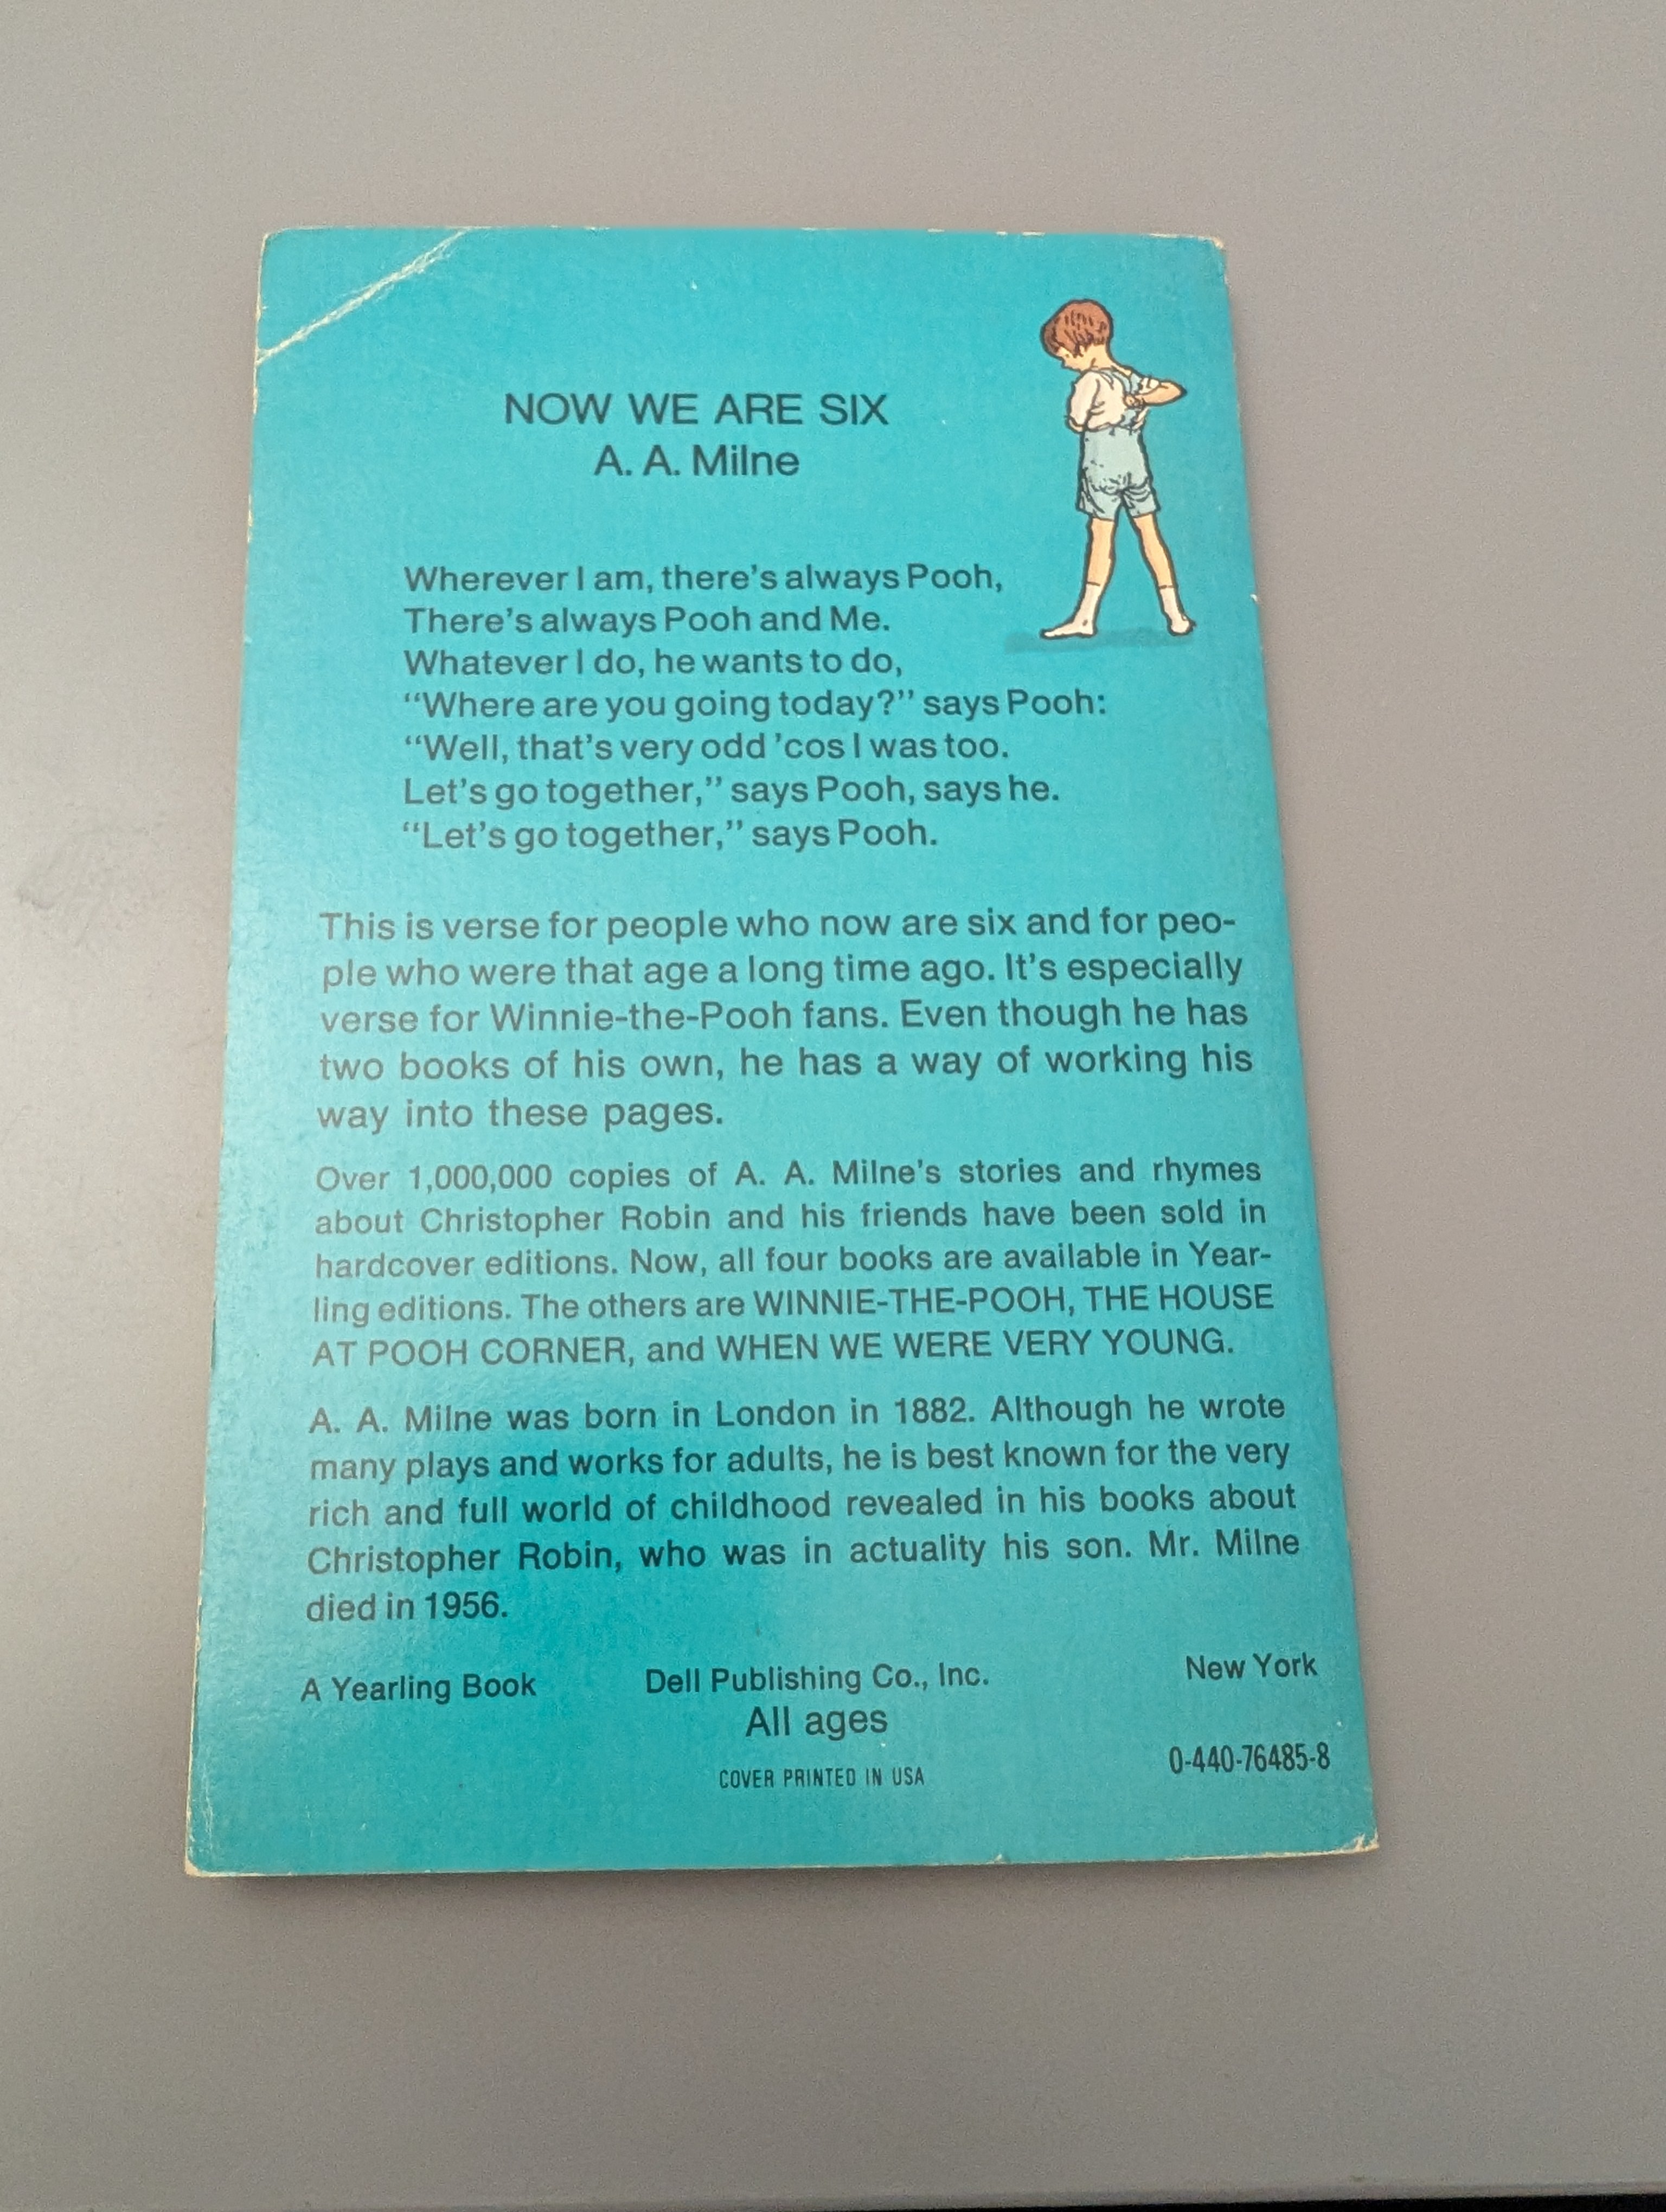 NOW WE ARE SIX
A. A. Milne
Wherever I am, there's always Pooh,
There's always Pooh and Me.
Whatever I do, he wants to do,
“Where are you going today?” says Pooh:
“Well, that's very odd 'cos I was too.
Let's go together,” says Pooh, says he.
“Let's go together,” says Pooh.
This is verse for people who now are six and for peo-
ple who were that age a long time ago. It's especially
verse for Winnie-the-Pooh fans. Even though he has
two books of his own, he has a way of working his
way into these pages.
Over 1,000,000 copies of A. A. Milne's stories and rhymes
about Christopher Robin and his friends have been sold in
hardcover editions. Now, all four books are available in Year-
ling editions. The others are WINNIE-THE-POOH, THE HOUSE
AT POOH CORNER, and WHEN WE WERE VERY YOUNG.
A. A. Milne was born in London in 1882. Although he wrote
many plays and works for adults, he is best known for the very
rich and full world of childhood revealed in his books about
Christopher Robin, who was in actuality his son. Mr. Milne
died in 1956.
A Yearling Book Dell Publishing Co., Inc. New York
All ages
COVER PRINTED IN USA
0-440-76485-8